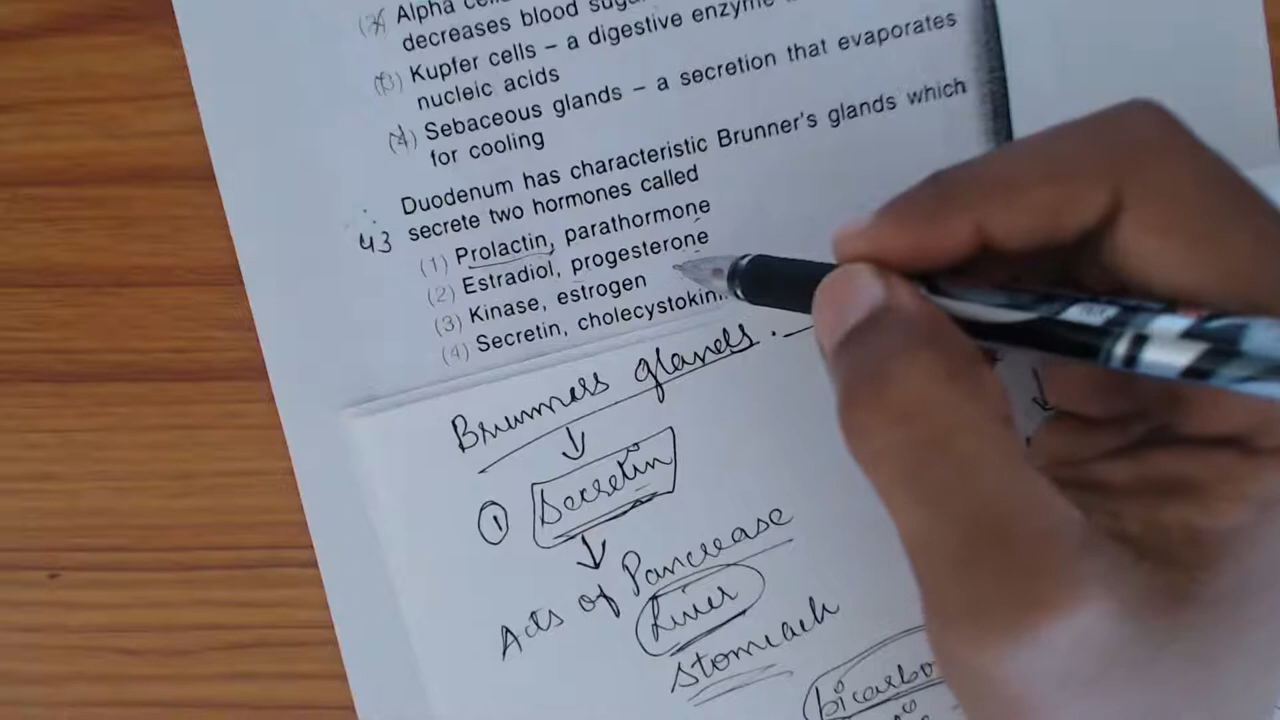 Alpha
decreases blood
Kupfer cells – a digestive enzyme
nucleic acids
(4) Sebaceous glands – a secretion that evaporates
for cooling
43 Duodenum has characteristic Brunner's glands which
secrete two hormones called
(1) Prolactin, parathormone
(2) Estradiol, progesterone
(3) Kinase, estrogen
(4) Secretin, cholecystokin
Brunners glands.
↓
① Secretin
↓
Acts of Pancrease
Liver
stomach
bicarbo